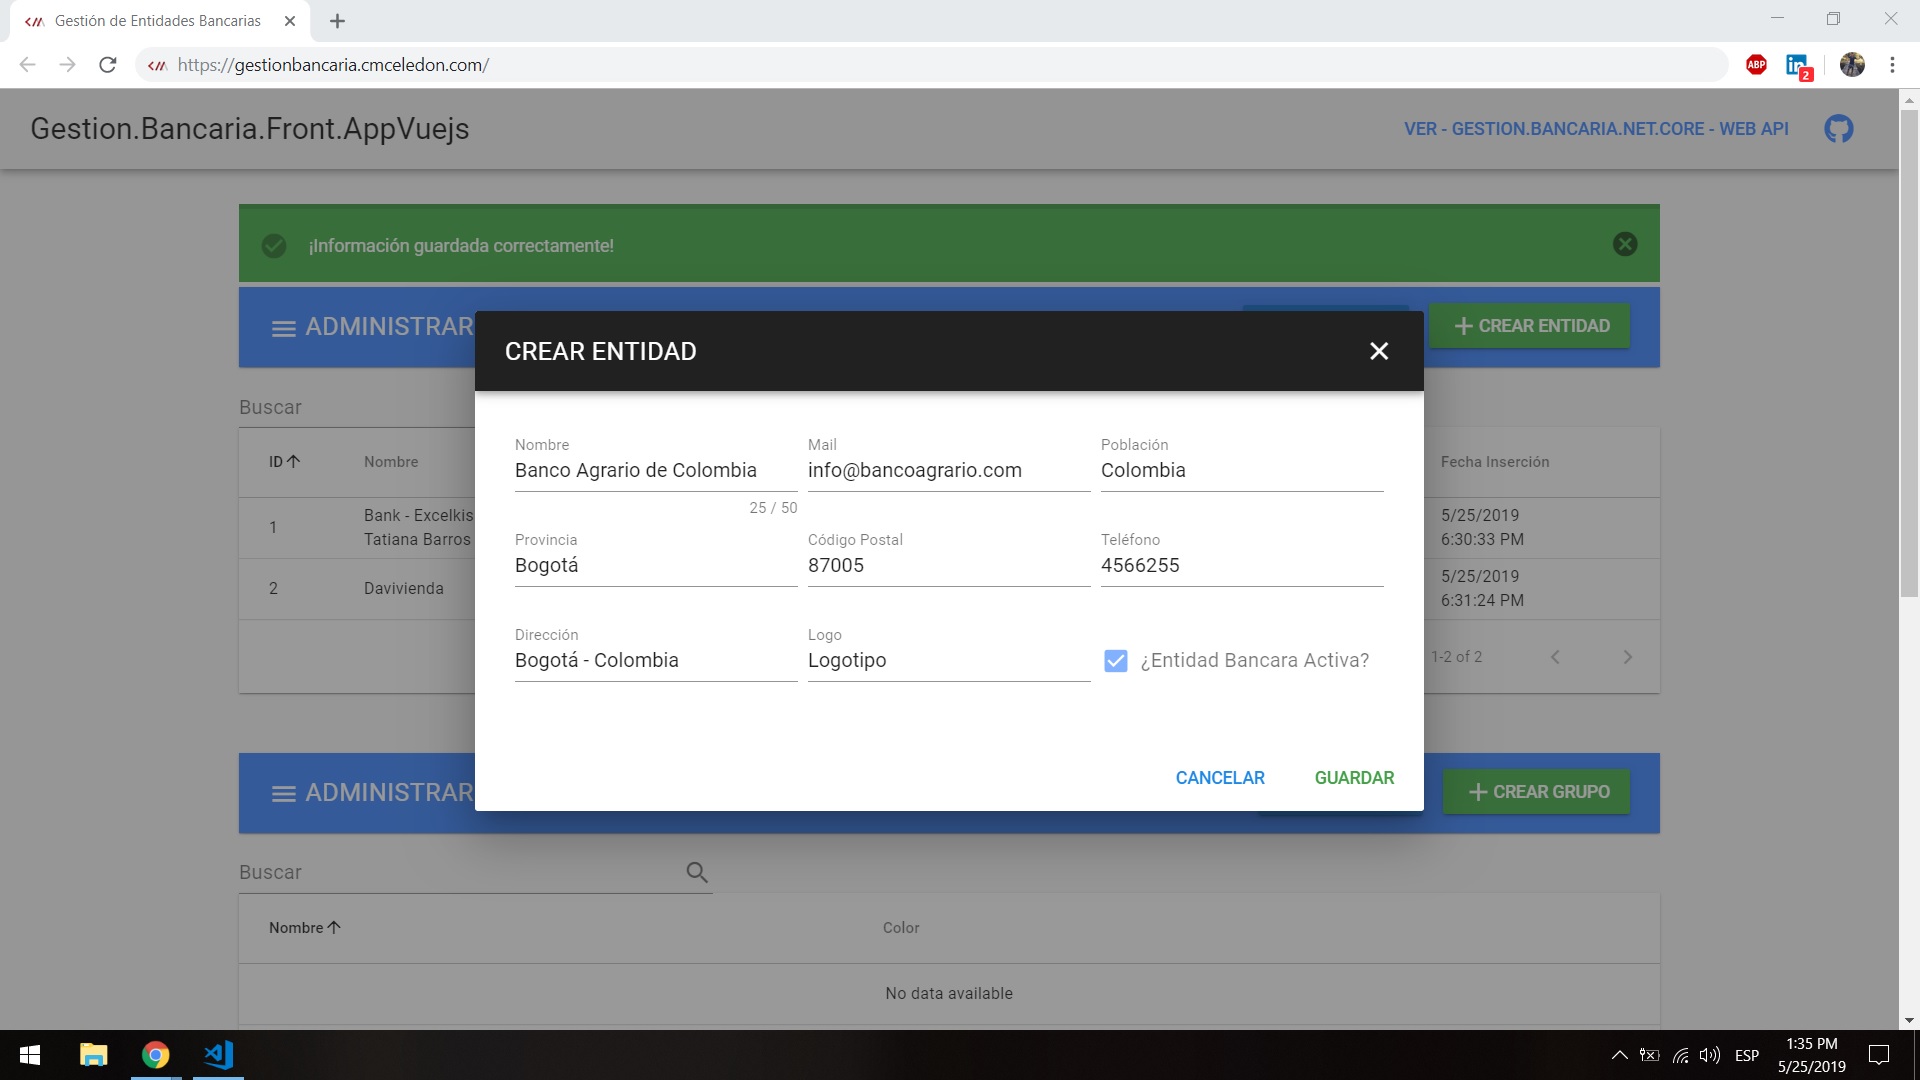 Gestión de Entidades Bancarias
https://gestionbancaria.cmceledon.com/
ABP
in
2
Gestion.Bancaria.Front.AppVuejs
VER - GESTION.BANCARIA.NET.CORE - WEB API
¡Información guardada correctamente!
ADMINISTRAR
CREAR ENTIDAD
CREAR ENTIDAD
Buscar
ID
Nombre
Fecha Inserción
1
Bank - Excelkis
Tatiana Barros
5/25/2019
6:30:33 PM
2
Davivienda
5/25/2019
6:31:24 PM
1-2 of 2
Nombre
Banco Agrario de Colombia
25 / 50
Mail
info@bancoagrario.com
Población
Colombia
Provincia
Bogotá
Código Postal
87005
Teléfono
4566255
Dirección
Bogotá - Colombia
Logo
Logotipo
¿Entidad Bancara Activa?
CANCELAR
GUARDAR
ADMINISTRAR
CREAR GRUPO
Buscar
Nombre
Color
No data available
ESP
1:35 PM
5/25/2019